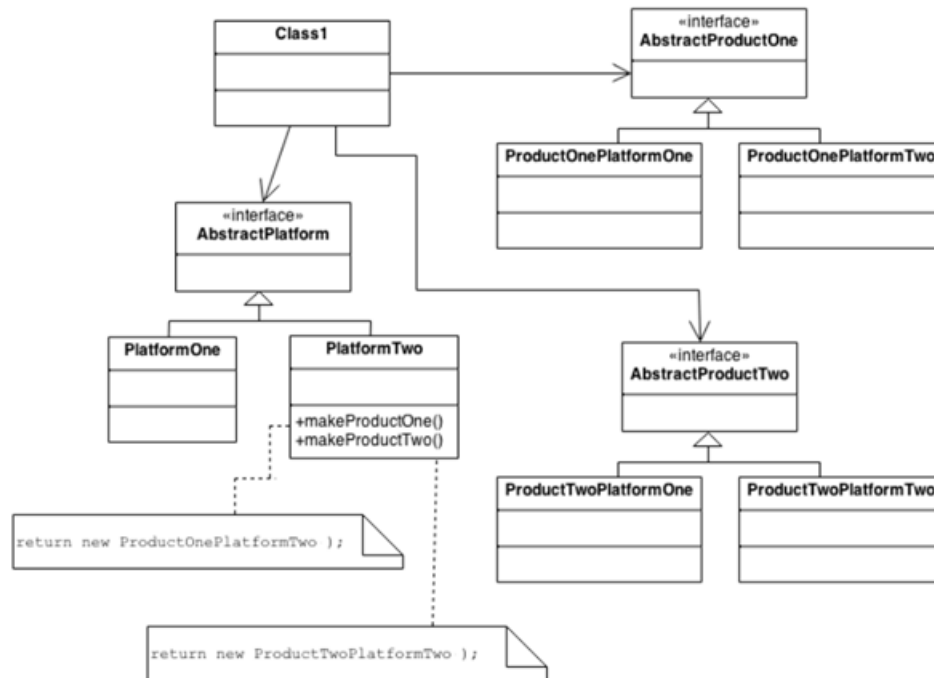 Class1
«interface»
AbstractProductOne
ProductOnePlatformOne
ProductOnePlatformTwo
«interface»
AbstractPlatform
PlatformOne
PlatformTwo
+makeProductOne()
+makeProductTwo()
«interface»
AbstractProductTwo
ProductTwoPlatformOne
ProductTwoPlatformTwo
return new ProductOnePlatformTwo );
return new ProductTwoPlatformTwo );